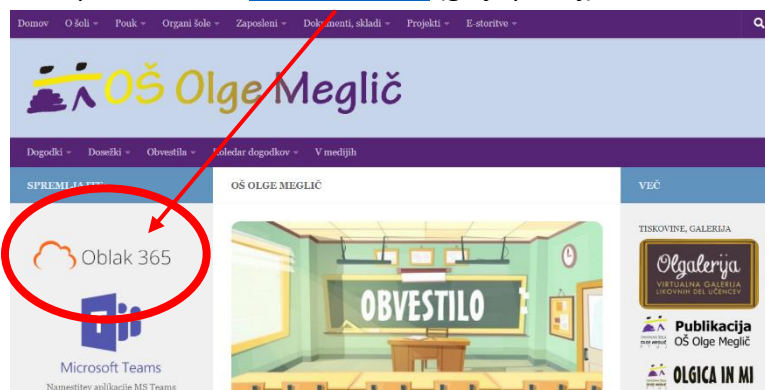 Domov O šoli Pouk Organi šole Zaposleni Dokumenti, skladi Projekti E-storitve
OŠ Olge Meglič
Dogodki Dosežki Obvestila Koledar dogodkov V medijih
OŠ OLGE MEGLIČ
VEČ
TISKOVINE, GALERIJA
Oblak 365
OBVESTILO
Olgalerija
VIRTUALNA GALERIJA
LIKOVNIH DEL UČENCEV
Publikacija
OŠ Olge Meglič
Microsoft Teams
Namestitev aplikacije MS Teams
OLGICA IN MI